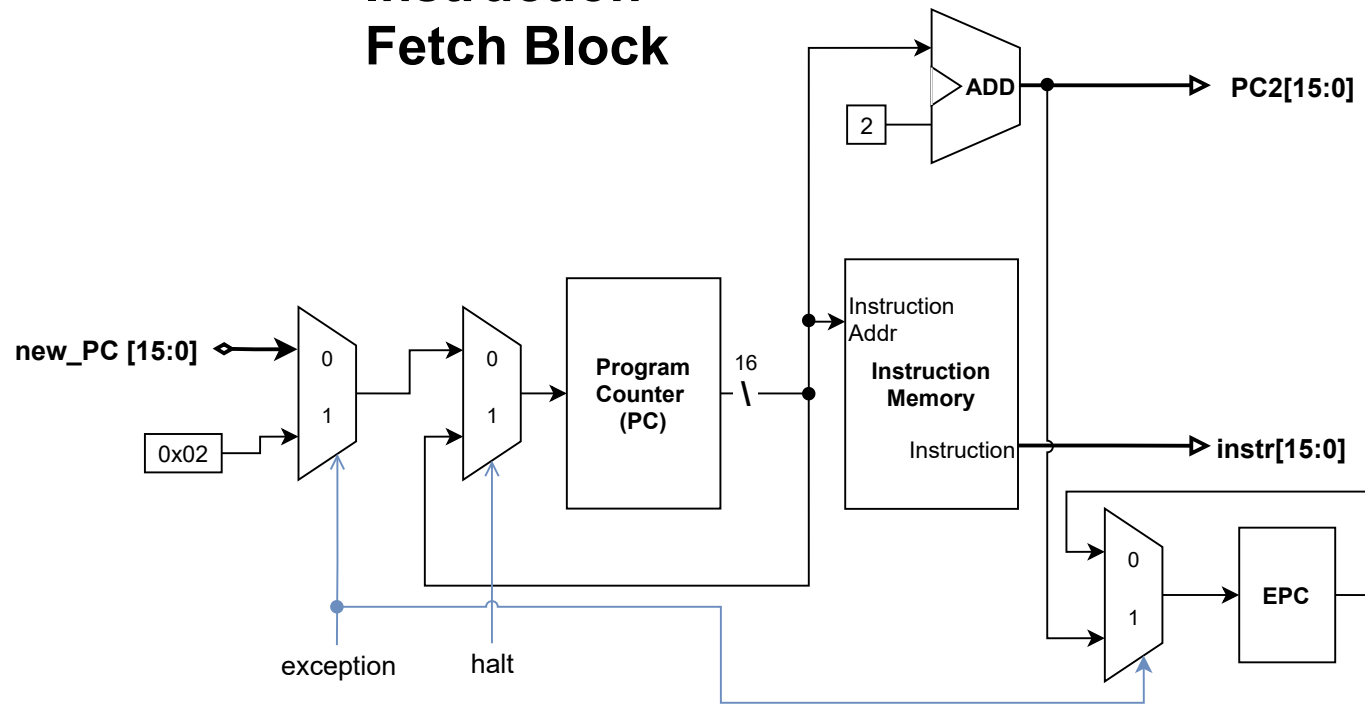 Fetch Block
ADD
PC2[15:0]
2
Instruction
Addr
Instruction
Memory
Instruction
instr[15:0]
new_PC [15:0]
0
1
0x02
0
1
Program
Counter
(PC)
16
\
0
1
EPC
exception
halt